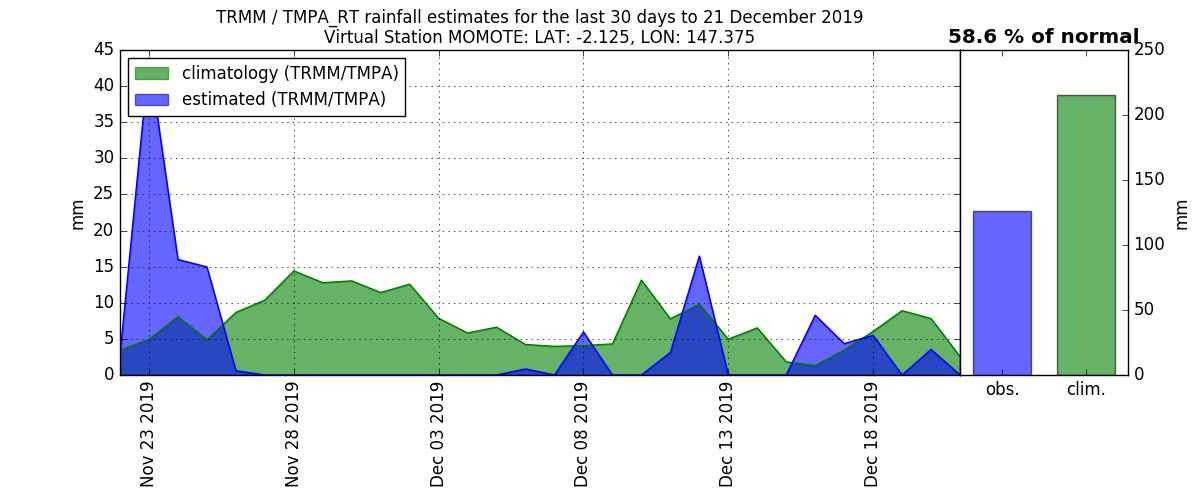 TRMM / TMPA_RT rainfall estimates for the last 30 days to 21 December 2019
Virtual Station MOMOTE: LAT: -2.125, LON: 147.375
58.6 % of normal
climatology (TRMM/TMPA)
estimated (TRMM/TMPA)
45
40
35
30
25
20
15
10
5
0
mm
Nov 23 2019
Nov 28 2019
Dec 03 2019
Dec 08 2019
Dec 13 2019
Dec 18 2019
250
200
150
100
50
0
mm
obs.
clim.